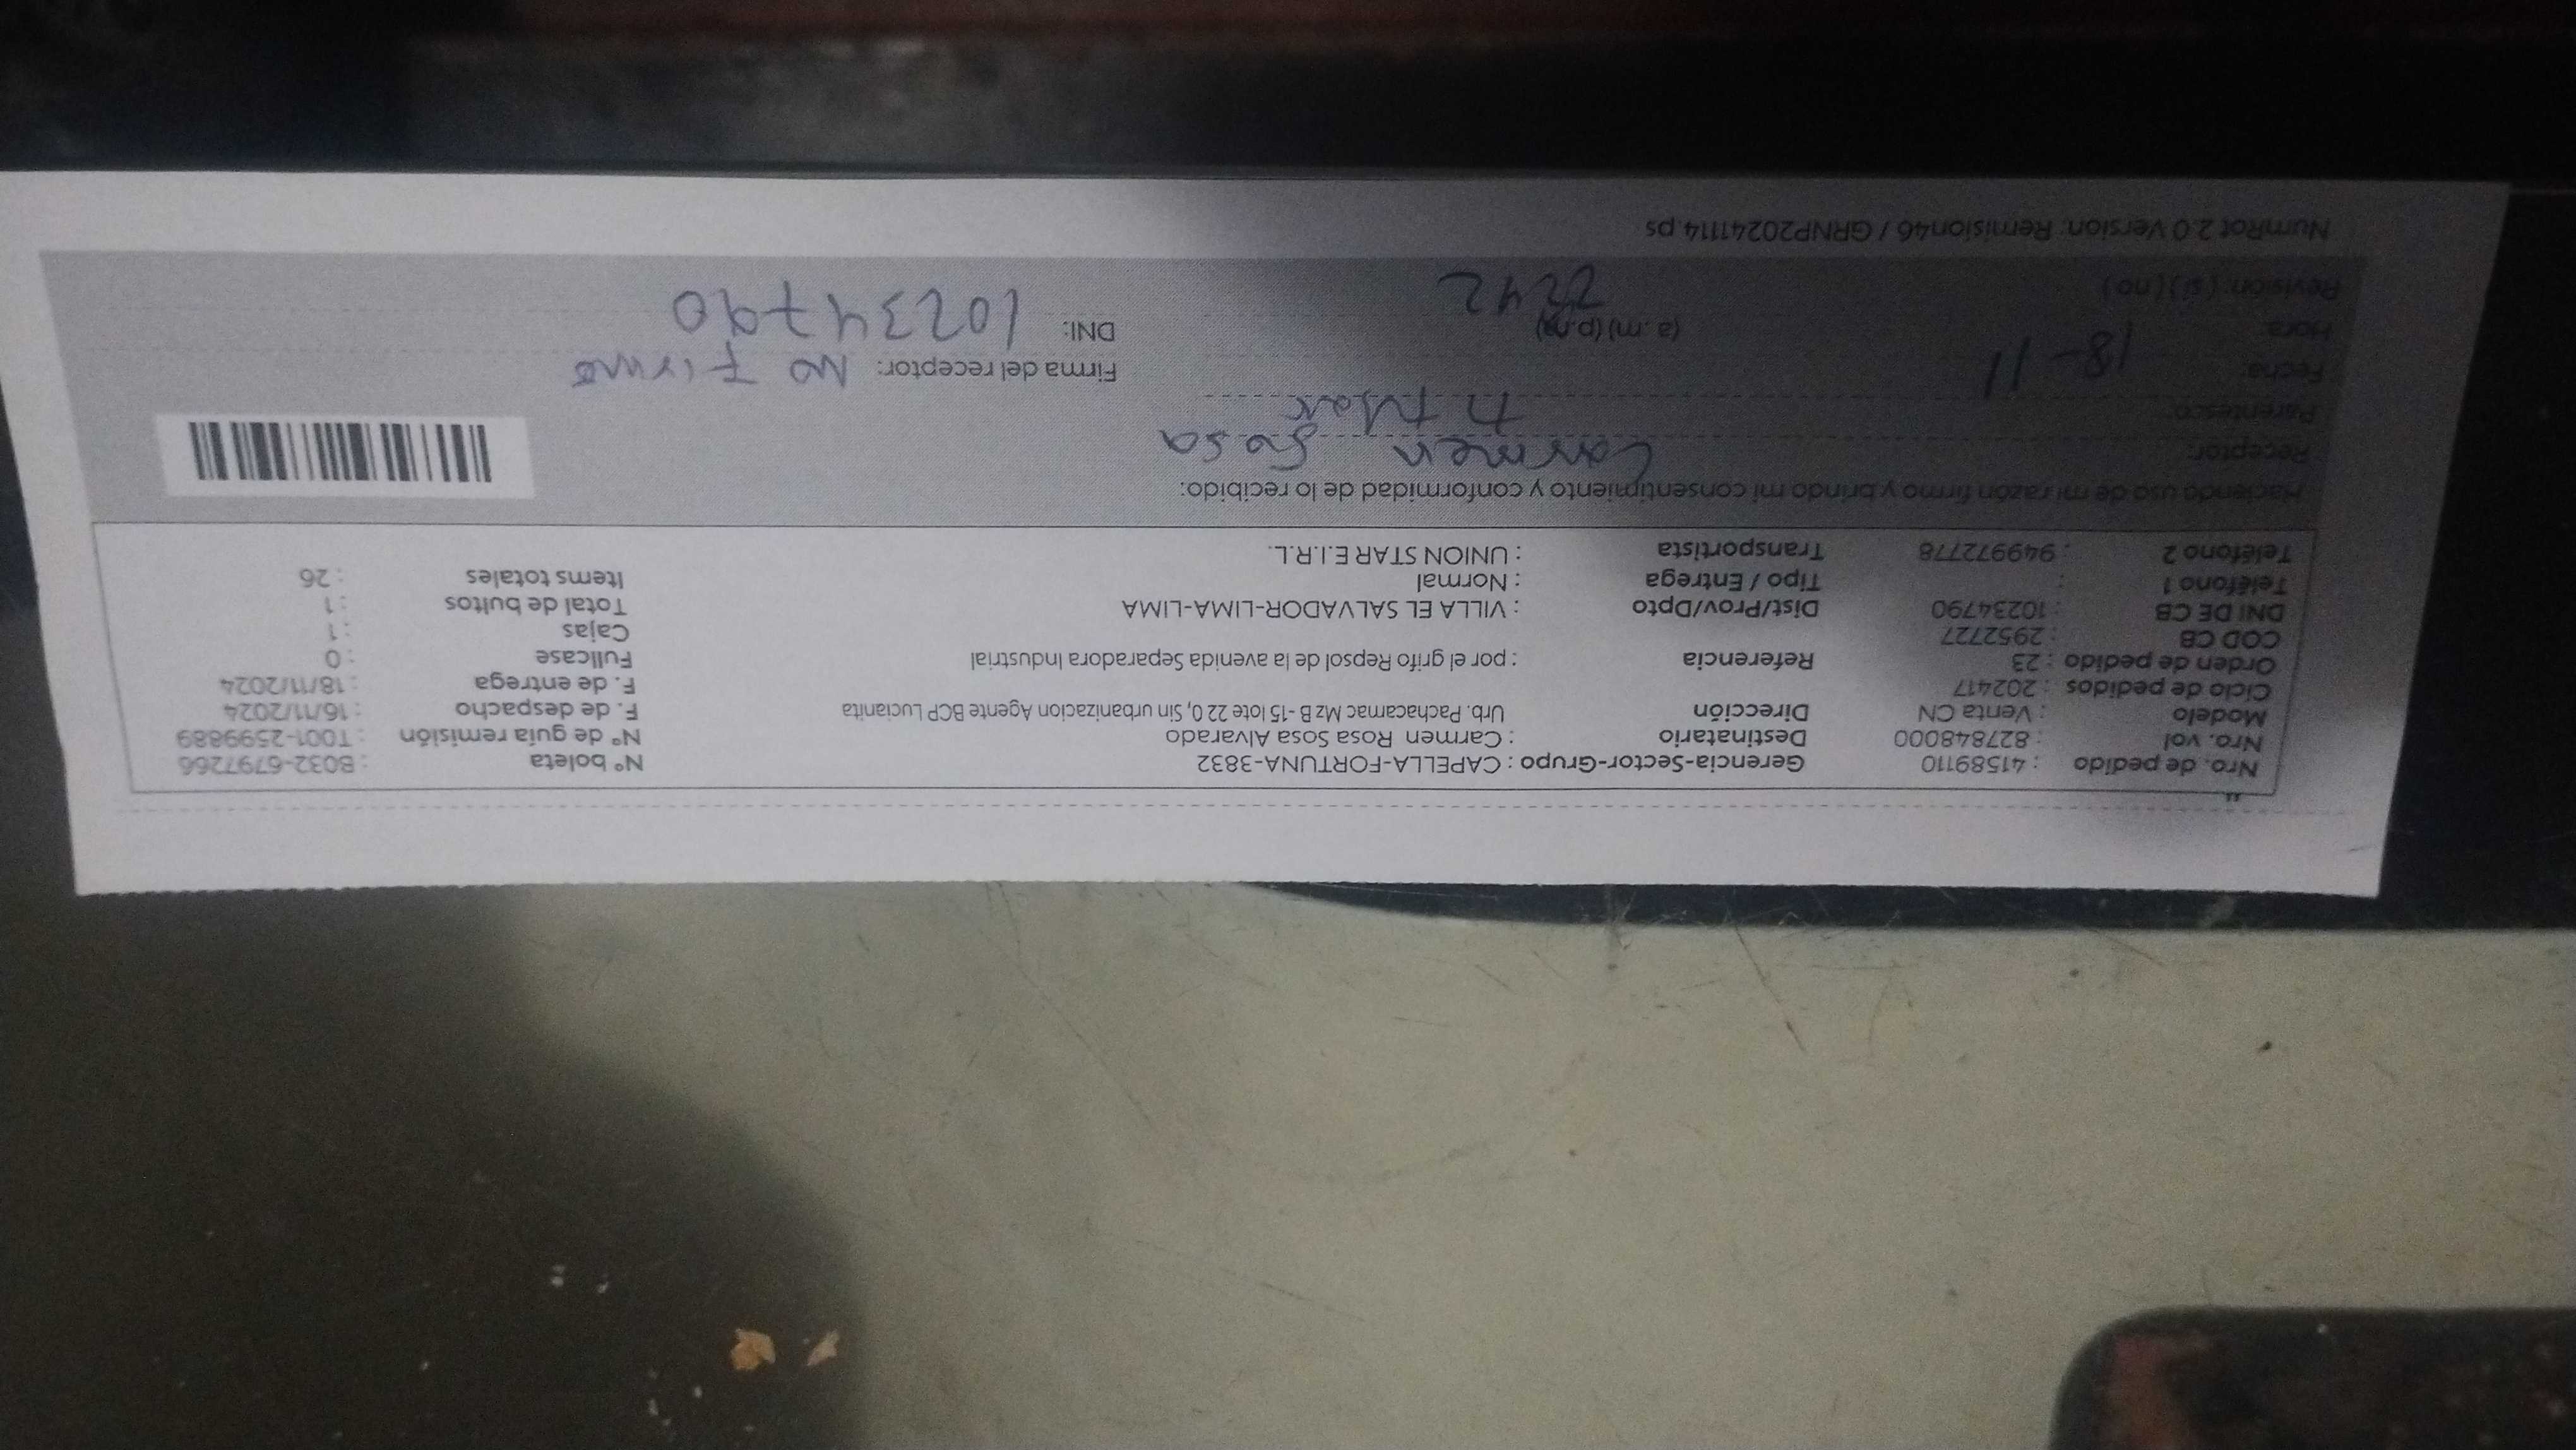 Nro. de pedido : 41589110 Gerencia-Sector-Grupo : CAPELLA-FORTUNA-3832 N° boleta : B032-6797266
Nro. vol : 827848000 Destinatario : Carmen Rosa Sosa Alvarado N° de guía remisión : T001-2599889
Modelo : Venta CN Dirección Urb. Pachacamac Mz B -15 lote 22 0, Sin urbanizacion Agente BCP Lucianita F. de despacho : 16/11/2024
Ciclo de pedidos : 202417 F. de entrega : 18/11/2024
Orden de pedido : 23 Referencia : por el grifo Repsol de la avenida Separadora Industrial Fullcase : 0
COD CB : 2952727 Cajas : 1
DNI DE CB : 10234790 Dist/Prov/Dpto : VILLA EL SALVADOR-LIMA-LIMA Total de bultos : 1
Teléfono 1 : Tipo / Entrega : Normal Items totales : 26
Teléfono 2 : 949972778 Transportista : UNION STAR E.I.R.L.
Haciendo uso de mi razón firmo y brindo mi consentimiento y conformidad de lo recibido:
Receptor: Carmen Sosa
Parentesco: Titular
Fecha: 18-11 Firma del receptor: No Firmo
Hora: (a. m) (p.m) DNI: 10234790
Revisión: (si) (no)
NumRot 2.0 Version: Remision46 / GRNP20241114.ps